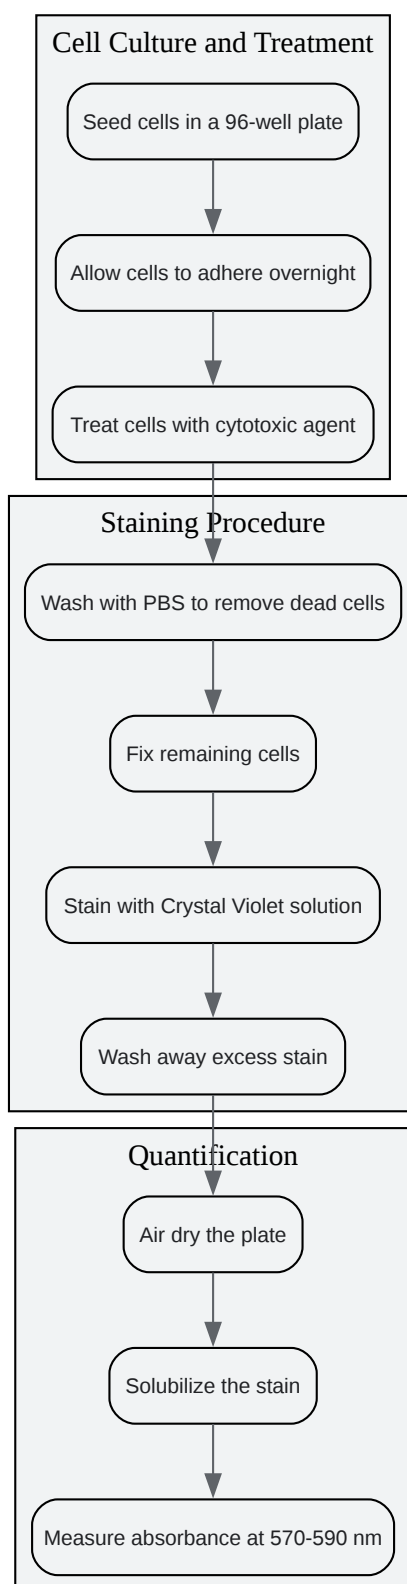 Cell Culture and Treatment
Seed cells in a 96-well plate
Allow cells to adhere overnight
Treat cells with cytotoxic agent
Staining Procedure
Wash with PBS to remove dead cells
Fix remaining cells
Stain with Crystal Violet solution
Wash away excess stain
Quantification
Air dry the plate
Solubilize the stain
Measure absorbance at 570-590 nm